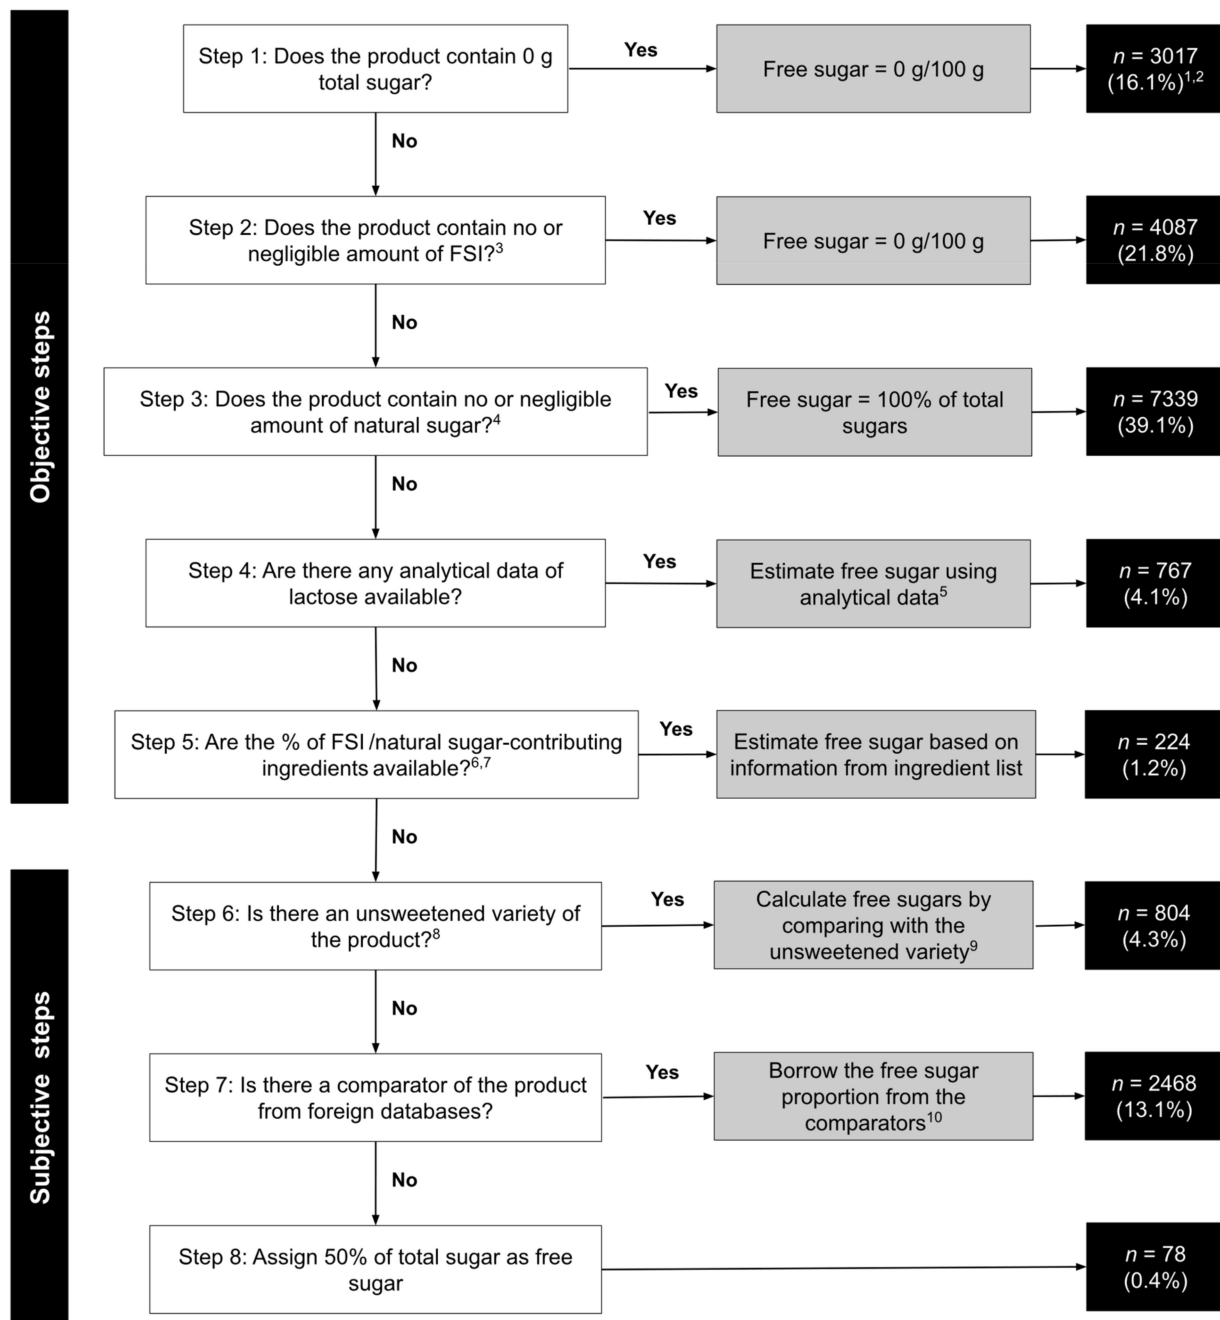 Objective steps
Step 1: Does the product contain 0 g
total sugar?
Yes
Free sugar = 0 g/100 g
n = 3017
(16.1%)1,2
No
Step 2: Does the product contain no or
negligible amount of FSI?3
Yes
Free sugar = 0 g/100 g
n = 4087
(21.8%)
No
Step 3: Does the product contain no or negligible
amount of natural sugar?4
Yes
Free sugar = 100% of total
sugars
n = 7339
(39.1%)
No
Step 4: Are there any analytical data of
lactose available?
Yes
Estimate free sugar using
analytical data5
n = 767
(4.1%)
No
Step 5: Are the % of FSI/natural sugar-contributing
ingredients available?6,7
Yes
Estimate free sugar based on
information from ingredient list
n = 224
(1.2%)
No
Subjective steps
Step 6: Is there an unsweetened variety of
the product?8
Yes
Calculate free sugars by
comparing with the
unsweetened variety9
n = 804
(4.3%)
No
Step 7: Is there a comparator of the product
from foreign databases?
Yes
Borrow the free sugar
proportion from the
comparators10
n = 2468
(13.1%)
No
Step 8: Assign 50% of total sugar as free
sugar
n = 78
(0.4%)